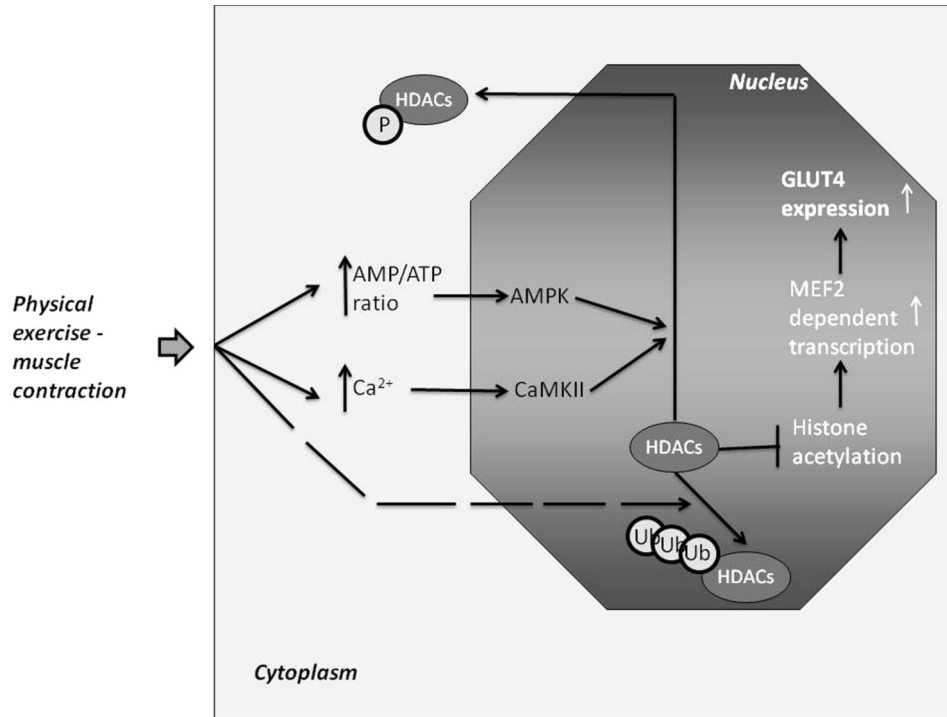 Nucleus
HDACs
P
GLUT4
expression
AMP/ATP
ratio
AMPK
MEF2
dependent
transcription
Physical
exercise -
muscle
contraction
Ca²⁺
CaMKII
HDACs
Histone
acetylation
Ub
Ub
Ub
HDACs
Cytoplasm